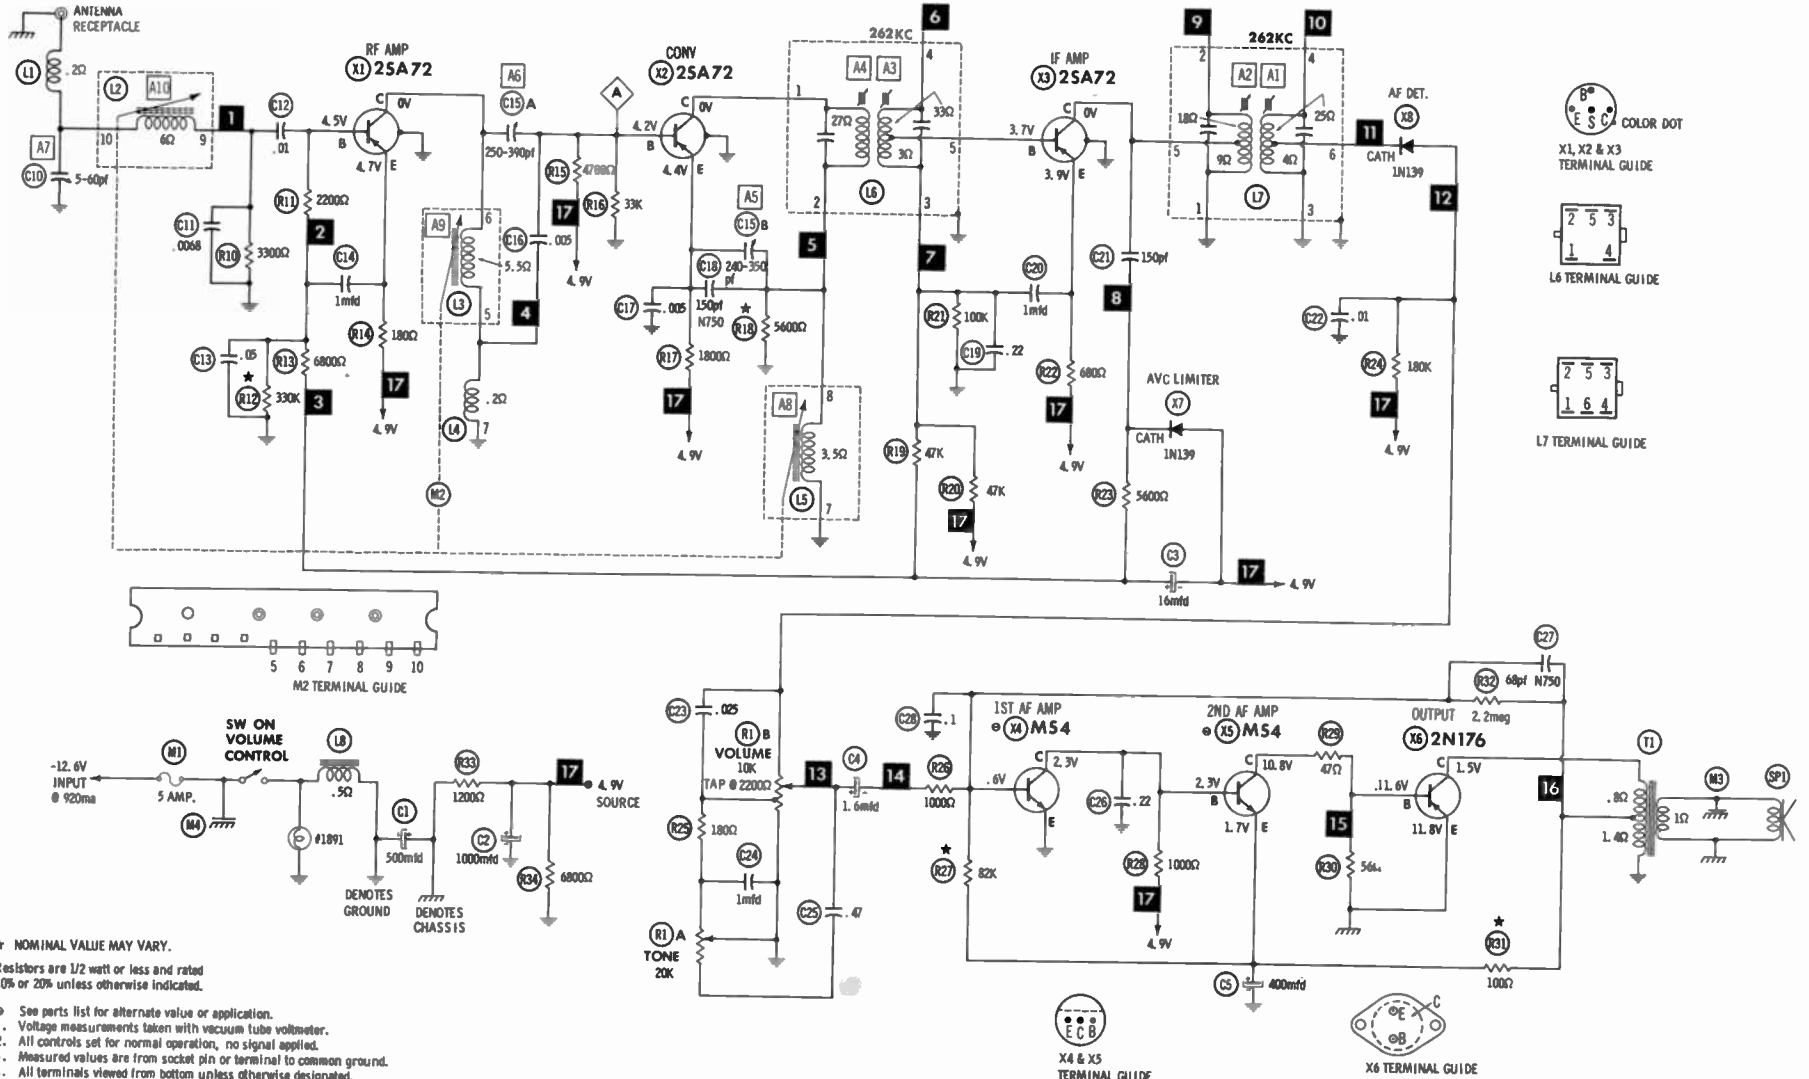 ANTENNA
RECEPTACLE
L1
.2Ω
A7
C10
5-60pf
L2
A10
10
6Ω
9
1
C12
.01
RF AMP
X1 2SA72
C
0V
4.5V
B
4.7V
E
C11
.0068
R10
3300Ω
R11
2200Ω
2
C14
1mfd
R14
180Ω
17
4.9V
C13
.05
R12
330K
R13
6800Ω
3
A6
C15 A
250-390pf
A9
6
5.5Ω
L3
5
C16
.005
4
.2Ω
L4
7
M2
R15
4700Ω
17
4.9V
R16
33K
A
CONV
X2 2SA72
C
0V
4.2V
B
4.4V
E
A5
C15 B
240-350
pf
C18
150pf
N750
C17
.005
R18
5600Ω
R17
1800Ω
17
4.9V
262KC
6
4
A4
A3
1
27Ω
33Ω
3Ω
5
L6
2
3
5
A8
8
3.5Ω
L5
7
7
R21
100K
C19
.22
C20
1mfd
R19
47K
R20
47K
17
4.9V
IF AMP
X3 2SA72
C
0V
3.7V
B
3.9V
E
R22
680Ω
17
4.9V
C21
150pf
8
AVC LIMITER
X7
CATH
1N139
R23
5600Ω
C3
16mfd
17
4.9V
9
10
262KC
2
4
A2
A1
18Ω
25Ω
5
9Ω
4Ω
6
L7
1
3
11
AF DET.
X8
CATH
1N139
12
C22
.01
R24
180K
17
4.9V
B
E S C
COLOR DOT
X1, X2 & X3
TERMINAL GUIDE
2 5 3
1 4
L6 TERMINAL GUIDE
2 5 3
1 6 4
L7 TERMINAL GUIDE
5 6 7 8 9 10
M2 TERMINAL GUIDE
-12.6V
INPUT
@ 920ma
M1
5 AMP.
M4
SW ON
VOLUME
CONTROL
#1891
L8
.5Ω
C1
500mfd
DENOTES
GROUND
DENOTES
CHASSIS
R33
1200Ω
C2
1000mfd
17
4.9V
SOURCE
R34
6800Ω
C23
.025
R1 B
VOLUME
10K
TAP @ 2200Ω
R25
180Ω
C24
1mfd
R1 A
TONE
20K
13
C4
1.6mfd
14
C25
.47
C28
.1
R26
1000Ω
R27
82K
1ST AF AMP
X4 M54
C
2.3V
.6V
E
C26
.22
R28
1000Ω
17
4.9V
2ND AF AMP
X5 M54
C
10.8V
2.3V
B
1.7V
E
R29
47Ω
15
R30
C5
400mfd
OUTPUT
X6 2N176
C
1.5V
11.6V
B
11.8V
E
C27
68pf N750
R32
2.2meg
16
R31
100Ω
T1
.8Ω
1.4Ω
1Ω
M3
SP1
E C B
X4 & X5
TERMINAL GUIDE
C
E
B
X6 TERMINAL GUIDE
NOMINAL VALUE MAY VARY.
Resistors are 1/2 watt or less and rated
10% or 20% unless otherwise indicated.
See parts list for alternate value or application.
Voltage measurements taken with vacuum tube voltmeter.
All controls set for normal operation, no signal applied.
Measured values are from socket pin or terminal to common ground.
All terminals viewed from bottom unless otherwise designated.